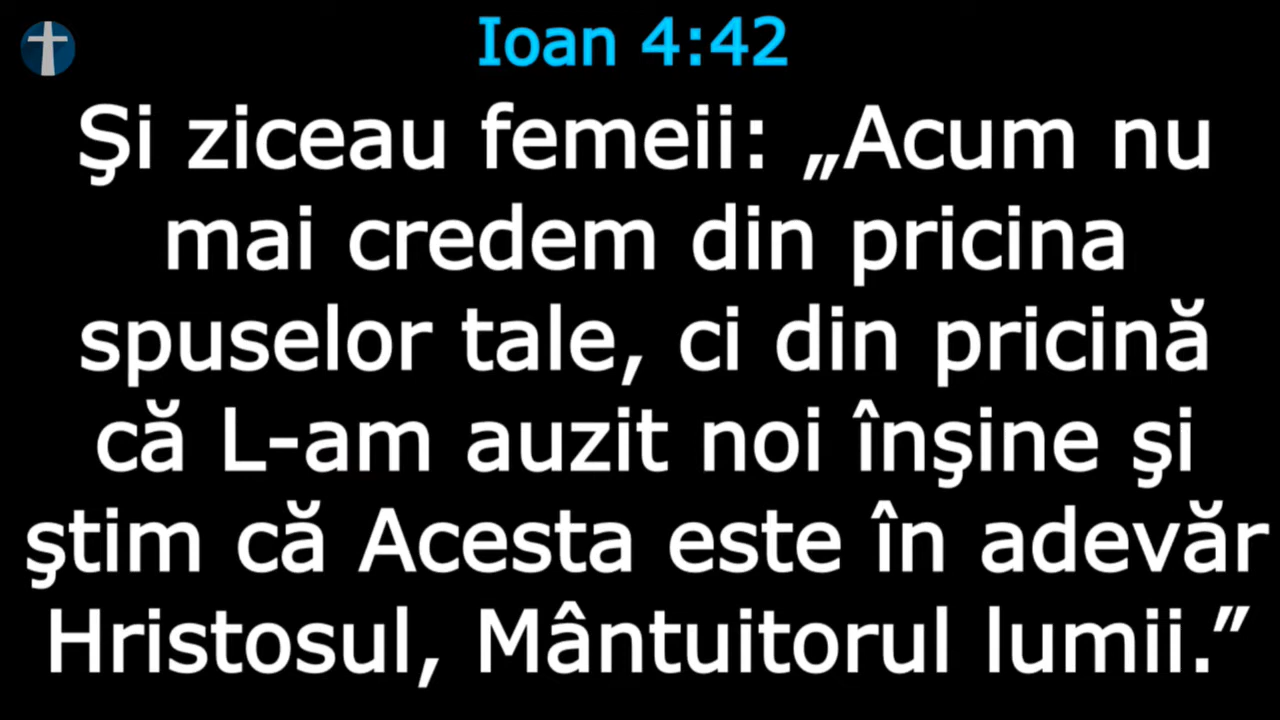 Ioan 4:42
Şi ziceau femeii: „Acum nu
mai credem din pricina
spuselor tale, ci din pricină
că L-am auzit noi înşine şi
ştim că Acesta este în adevăr
Hristosul, Mântuitorul lumii.”